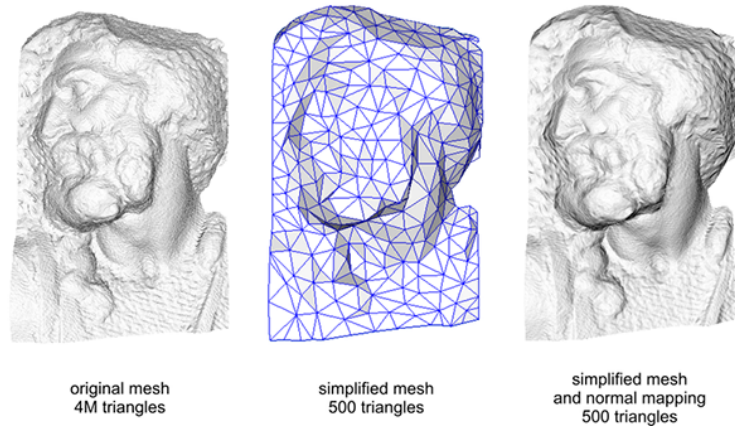 original mesh
4M triangles
simplified mesh
500 triangles
simplified mesh
and normal mapping
500 triangles